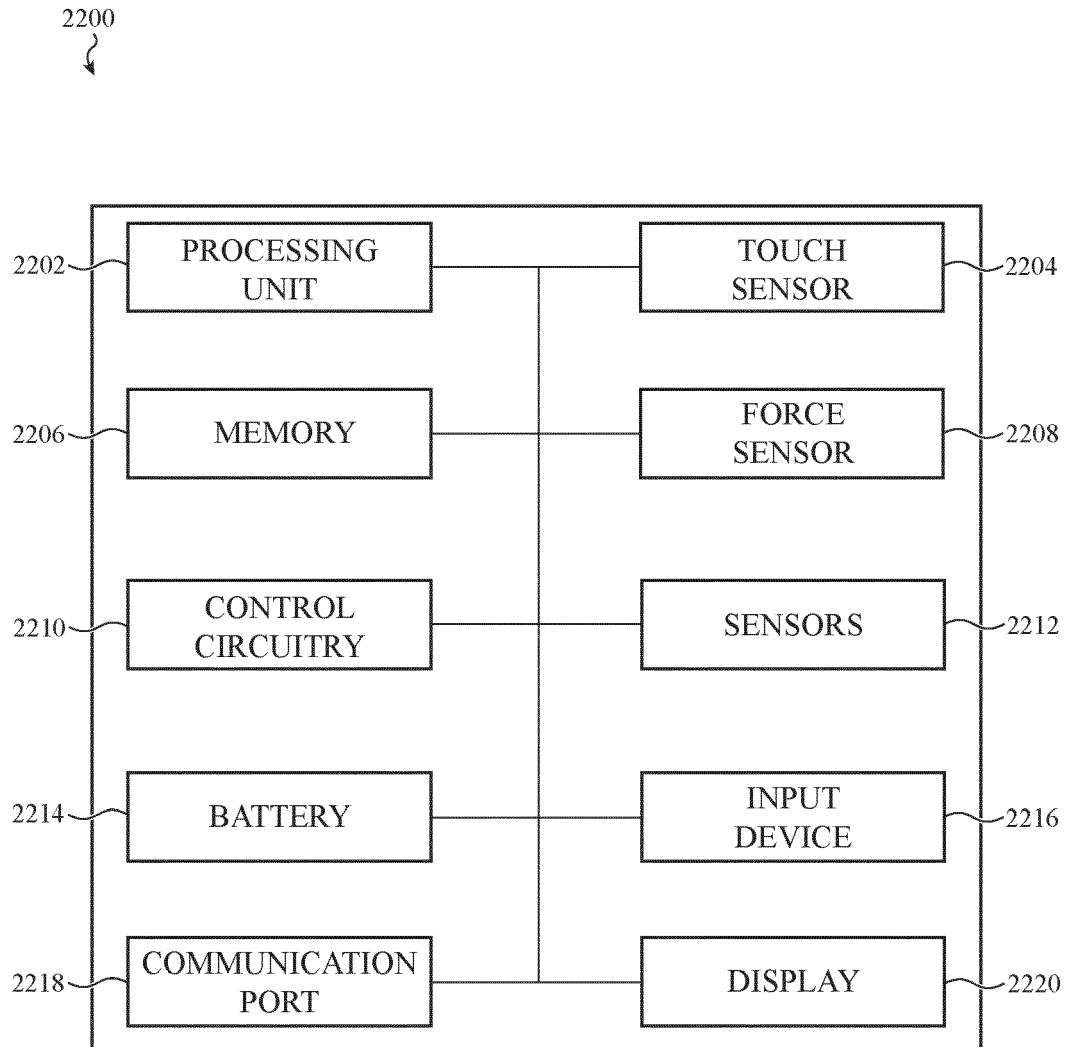 2200
2202
PROCESSING
UNIT
TOUCH
SENSOR
2204
2206
MEMORY
FORCE
SENSOR
2208
2210
CONTROL
CIRCUITRY
SENSORS
2212
2214
BATTERY
INPUT
DEVICE
2216
2218
COMMUNICATION
PORT
DISPLAY
2220